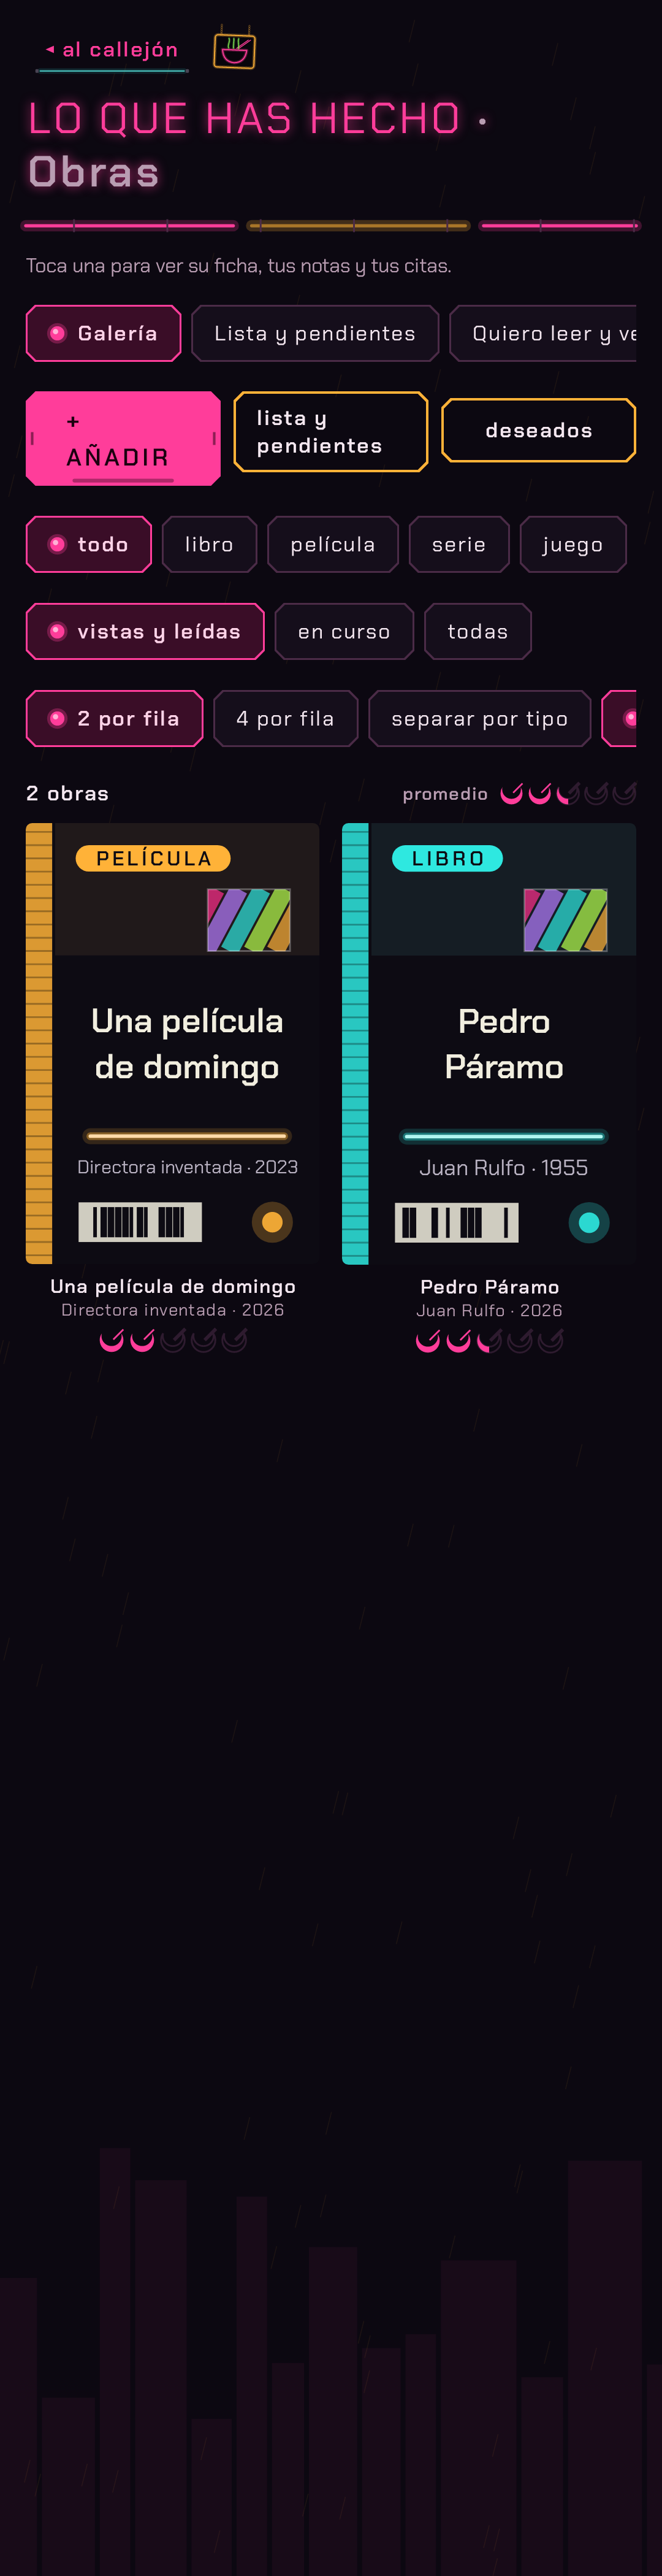 ◂ al callejón
LO QUE HAS HECHO ·
Obras
Toca una para ver su ficha, tus notas y tus citas.
Galería
Lista y pendientes
Quiero leer y ve
+
AÑADIR
lista y
pendientes
deseados
todo
libro
película
serie
juego
vistas y leídas
en curso
todas
2 por fila
4 por fila
separar por tipo
2 obras
promedio
PELÍCULA
Una película
de domingo
Directora inventada · 2023
Una película de domingo
Directora inventada · 2026
LIBRO
Pedro
Páramo
Juan Rulfo · 1955
Pedro Páramo
Juan Rulfo · 2026